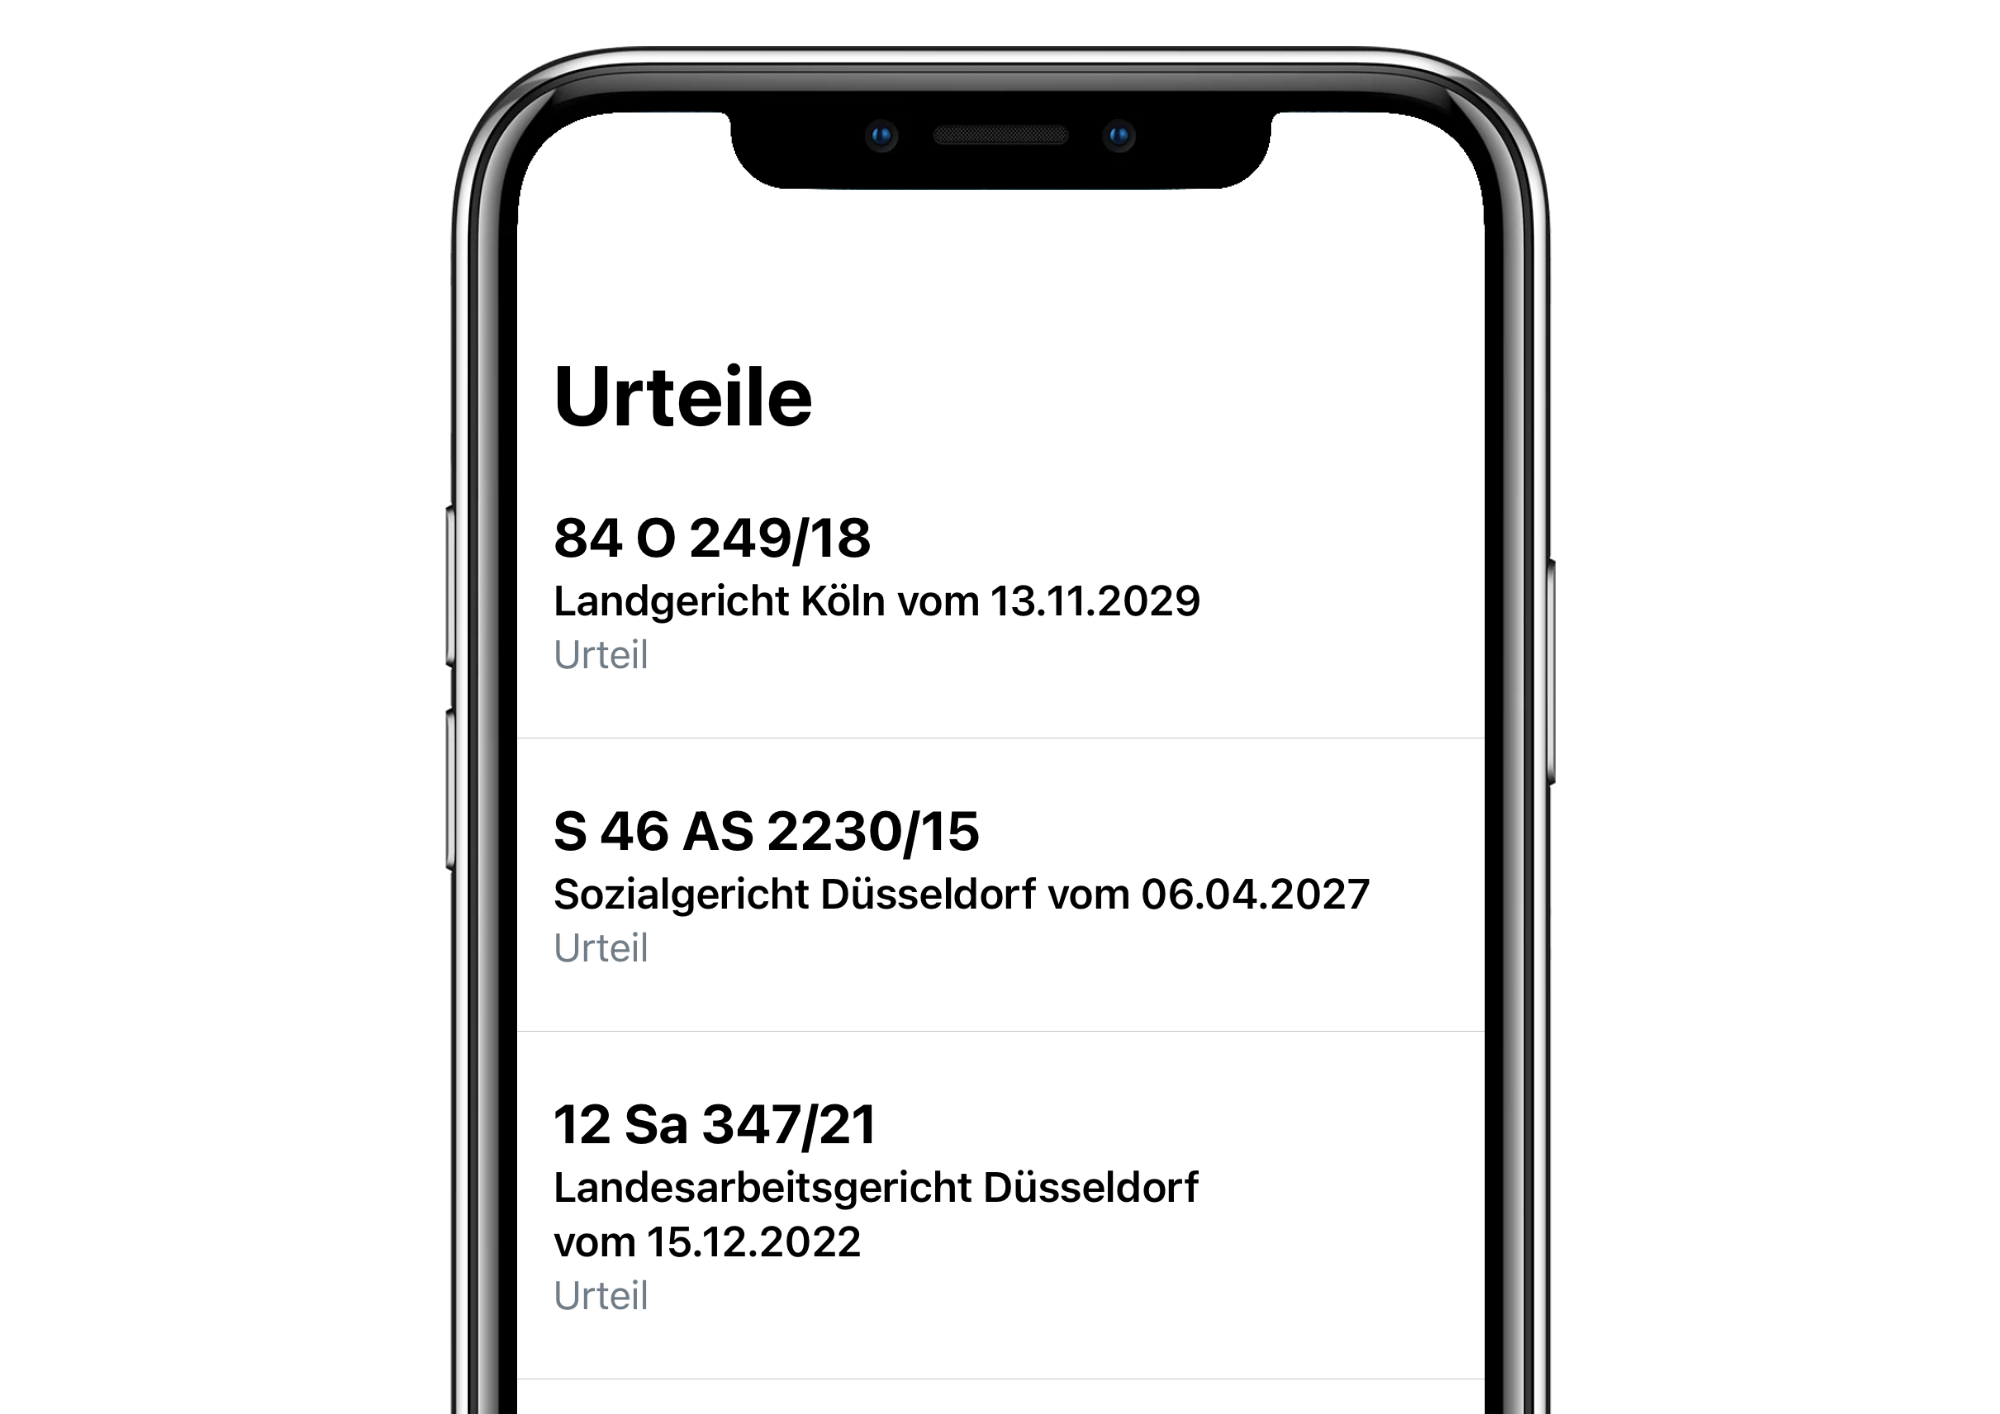 Urteile
84 O 249/18
Landgericht Köln vom 13.11.2029
Urteil
S 46 AS 2230/15
Sozialgericht Düsseldorf vom 06.04.2027
Urteil
12 Sa 347/21
Landesarbeitsgericht Düsseldorf
vom 15.12.2022
Urteil